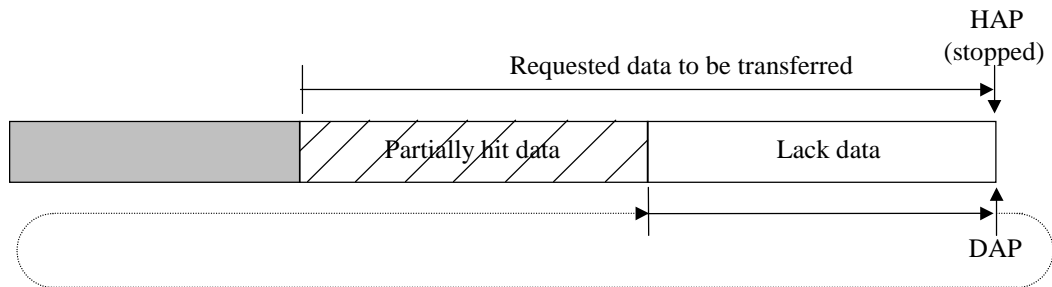 HAP
(stopped)
Requested data to be transferred
Partially hit data
Lack data
DAP